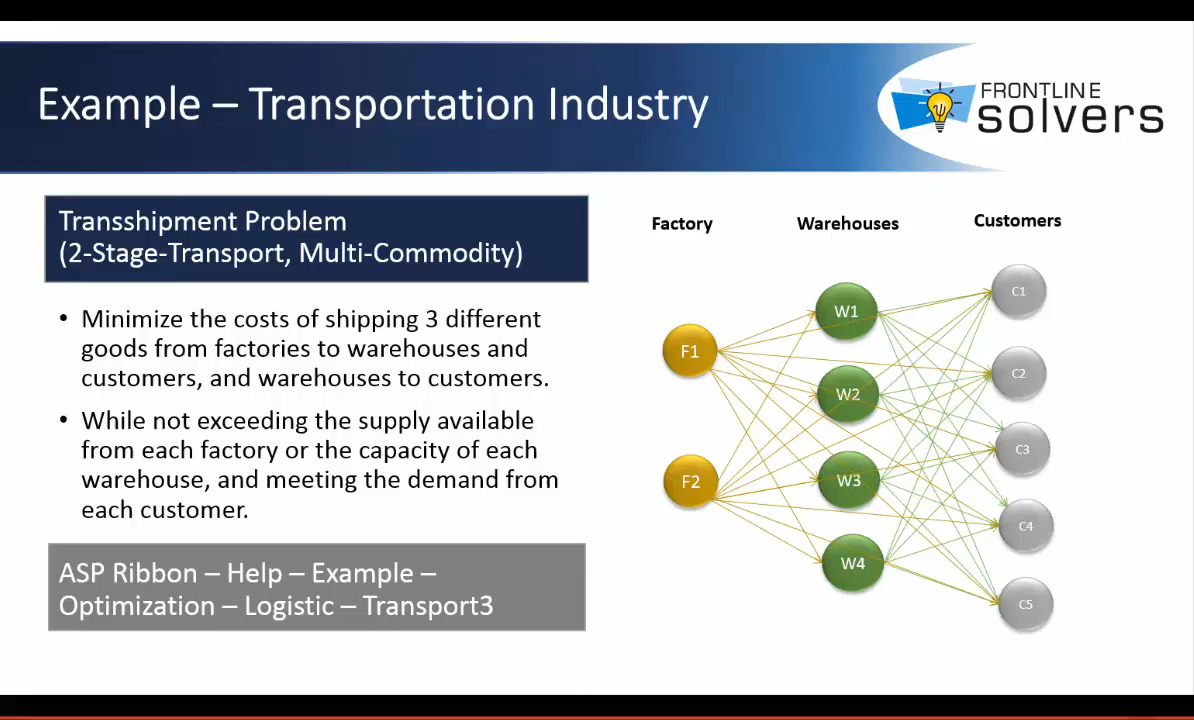 Example – Transportation Industry
FRONTLINE
solvers
Transshipment Problem
(2-Stage-Transport, Multi-Commodity)
• Minimize the costs of shipping 3 different
goods from factories to warehouses and
customers, and warehouses to customers.
• While not exceeding the supply available
from each factory or the capacity of each
warehouse, and meeting the demand from
each customer.
ASP Ribbon – Help – Example –
Optimization – Logistic – Transport3
Factory
Warehouses
Customers
F1
F2
W1
W2
W3
W4
C1
C2
C3
C4
C5